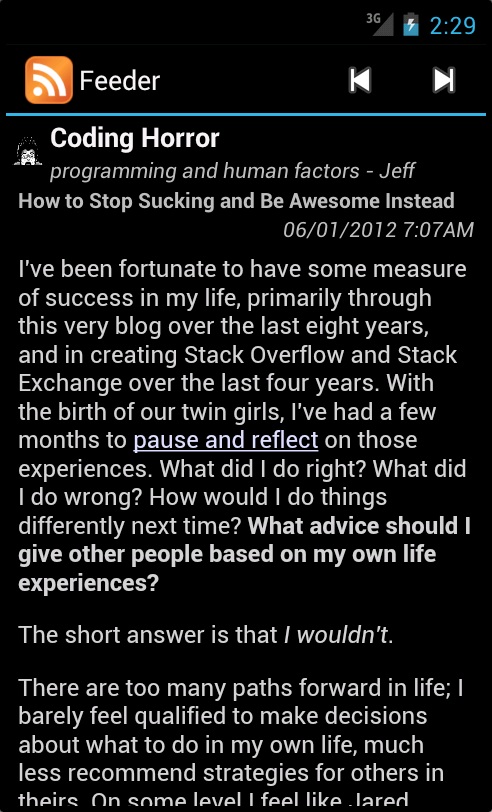 3G 2:29
Feeder
Coding Horror
programming and human factors - Jeff
How to Stop Sucking and Be Awesome Instead
06/01/2012 7:07AM
I've been fortunate to have some measure
of success in my life, primarily through
this very blog over the last eight years,
and in creating Stack Overflow and Stack
Exchange over the last four years. With
the birth of our twin girls, I've had a few
months to pause and reflect on those
experiences. What did I do right? What did
I do wrong? How would I do things
differently next time? What advice should I
give other people based on my own life
experiences?
The short answer is that I wouldn't.
There are too many paths forward in life; I
barely feel qualified to make decisions
about what to do in my own life, much
less recommend strategies for others in
theirs. On some level I feel like Jared